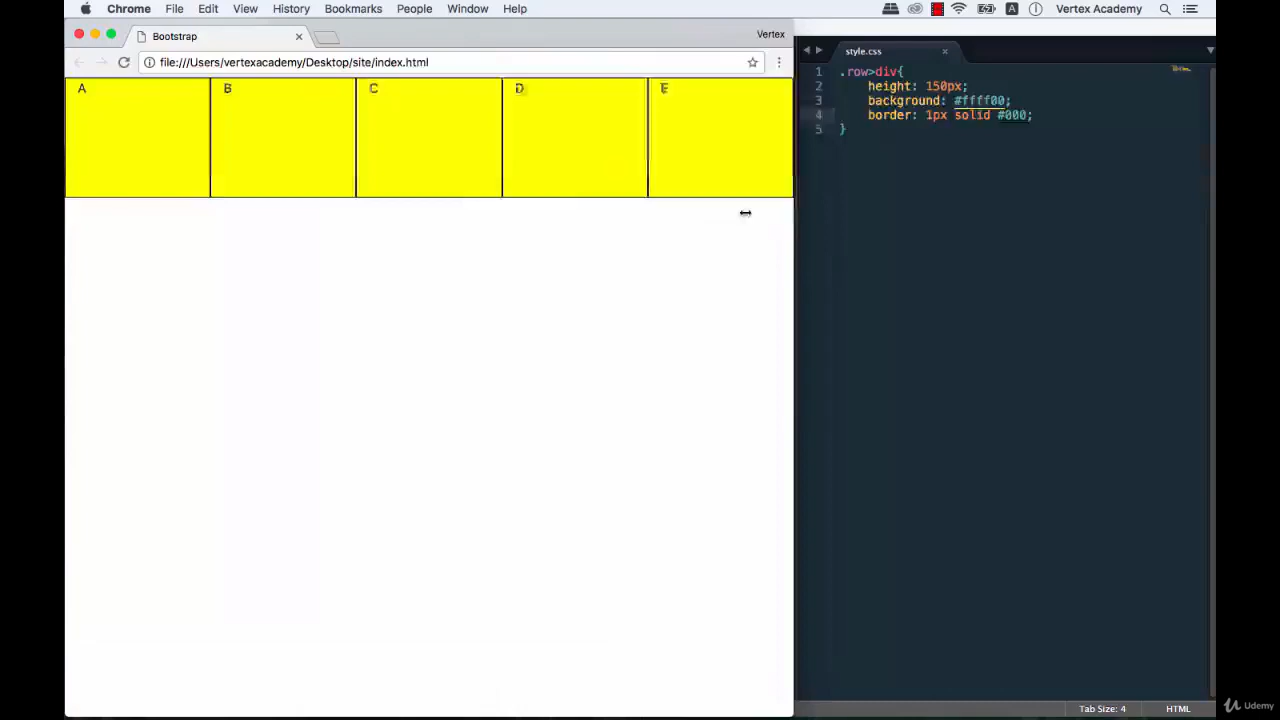 Chrome File Edit View History Bookmarks People Window Help A Vertex Academy
Bootstrap
Vertex
file:///Users/vertexacademy/Desktop/site/index.html
A B C D E
style.css
1 .row>div{
2 height: 150px;
3 background: #ffff00;
4 border: 1px solid #000;
5 }
Tab Size: 4 HTML
Udemy